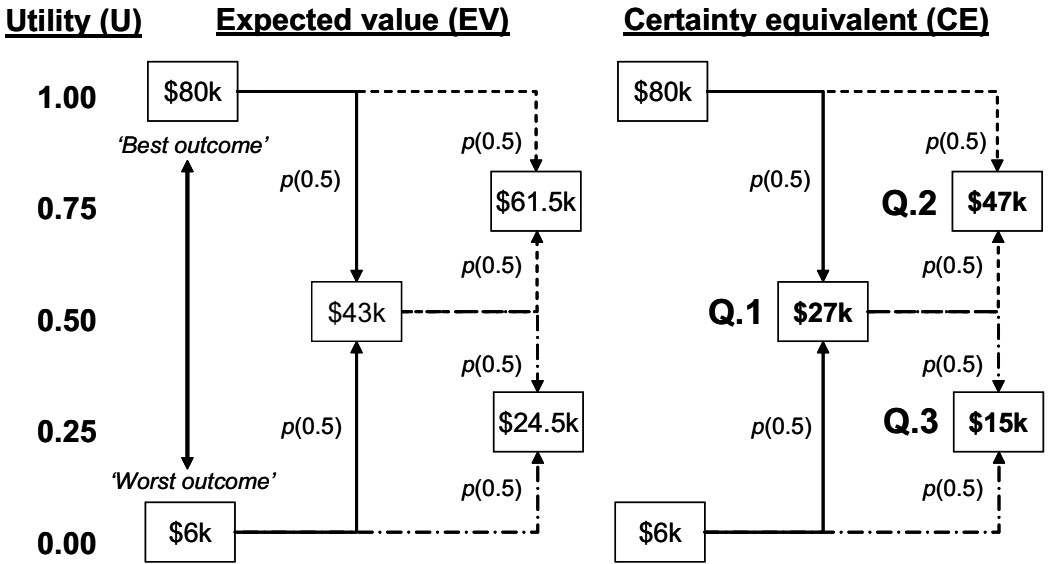 Utility (U)
Expected value (EV)
Certainty equivalent (CE)
1.00
$80k
$80k
'Best outcome'
p(0.5)
p(0.5)
p(0.5)
p(0.5)
0.75
$61.5k
Q.2
$47k
p(0.5)
p(0.5)
0.50
$43k
Q.1
$27k
p(0.5)
p(0.5)
0.25
p(0.5)
$24.5k
p(0.5)
Q.3
$15k
'Worst outcome'
p(0.5)
p(0.5)
0.00
$6k
$6k